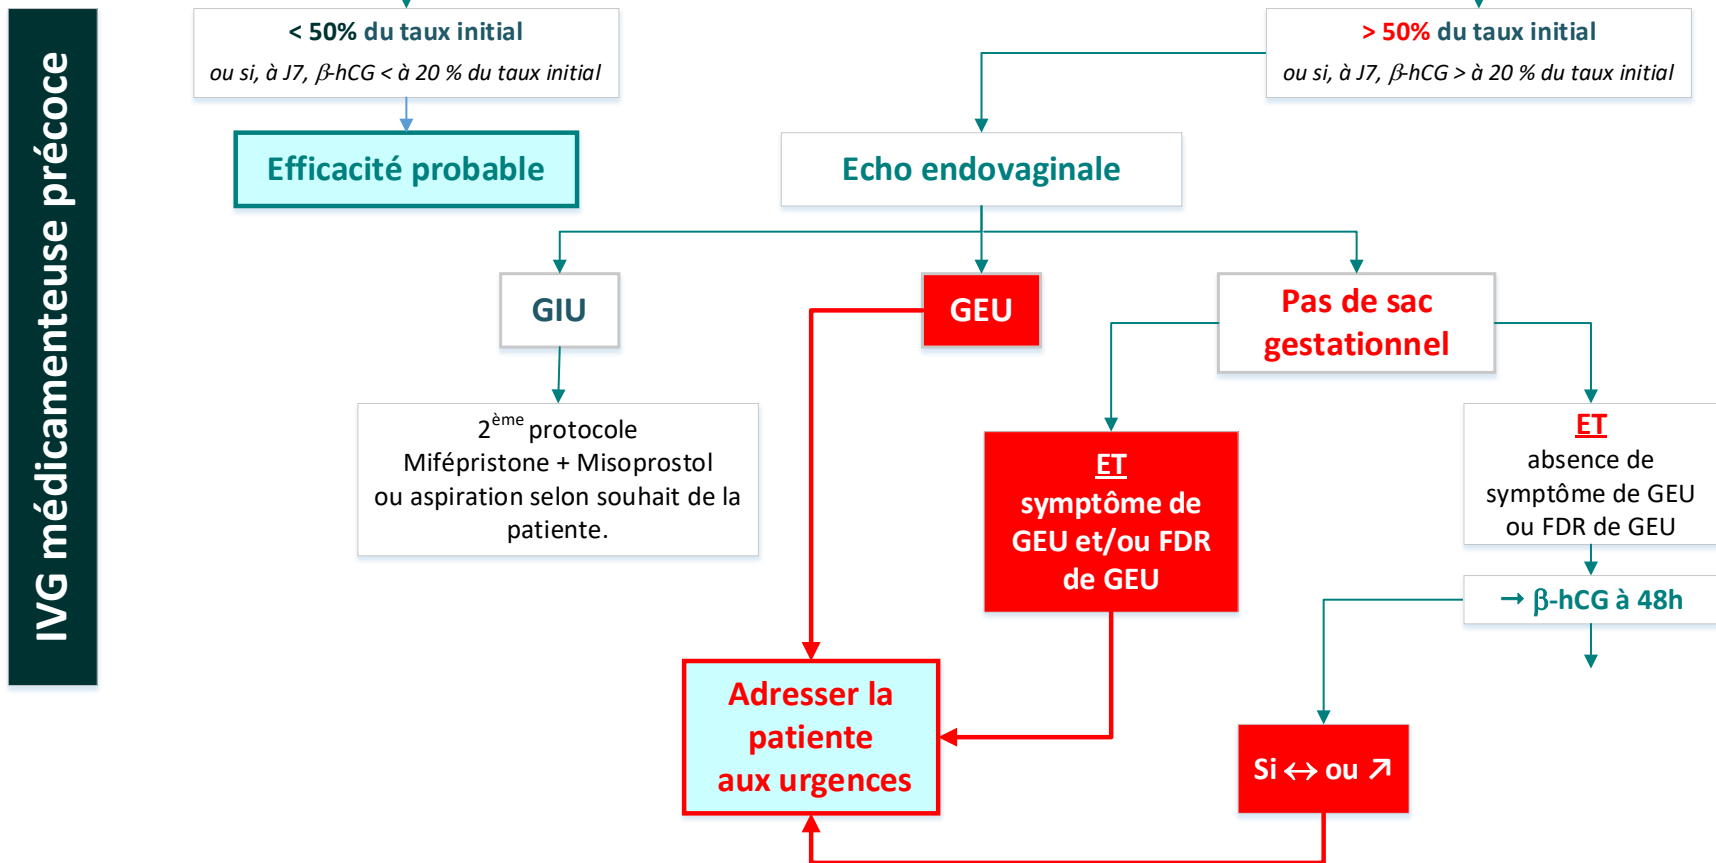 IVG médicamenteuse précoce
< 50% du taux initial
ou si, à J7, β-hCG < à 20 % du taux initial
> 50% du taux initial
ou si, à J7, β-hCG > à 20 % du taux initial
Efficacité probable
Echo endovaginale
GIU
GEU
Pas de sac
gestationnel
2ème protocole
Mifépristone + Misoprostol
ou aspiration selon souhait de la
patiente.
ET
symptôme de
GEU et/ou FDR
de GEU
ET
absence de
symptôme de GEU
ou FDR de GEU
→ β-hCG à 48h
Adresser la
patiente
aux urgences
Si ↔ ou ↗